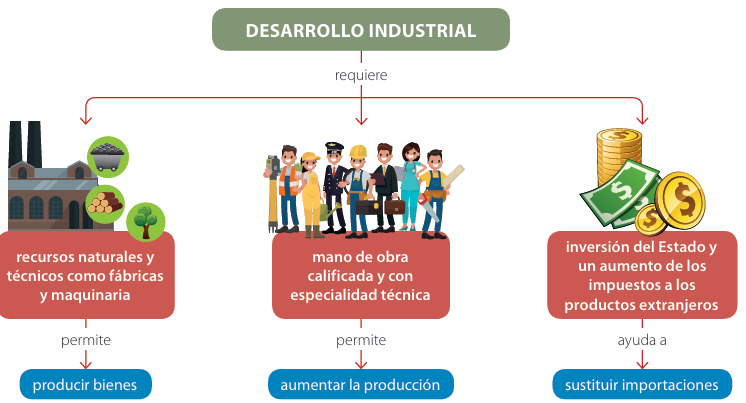 DESARROLLO INDUSTRIAL
requiere
recursos naturales y
técnicos como fábricas
y maquinaria
mano de obra
calificada y con
especialidad técnica
inversión del Estado y
un aumento de los
impuestos a los
productos extranjeros
permite
permite
ayuda a
producir bienes
aumentar la producción
sustituir importaciones